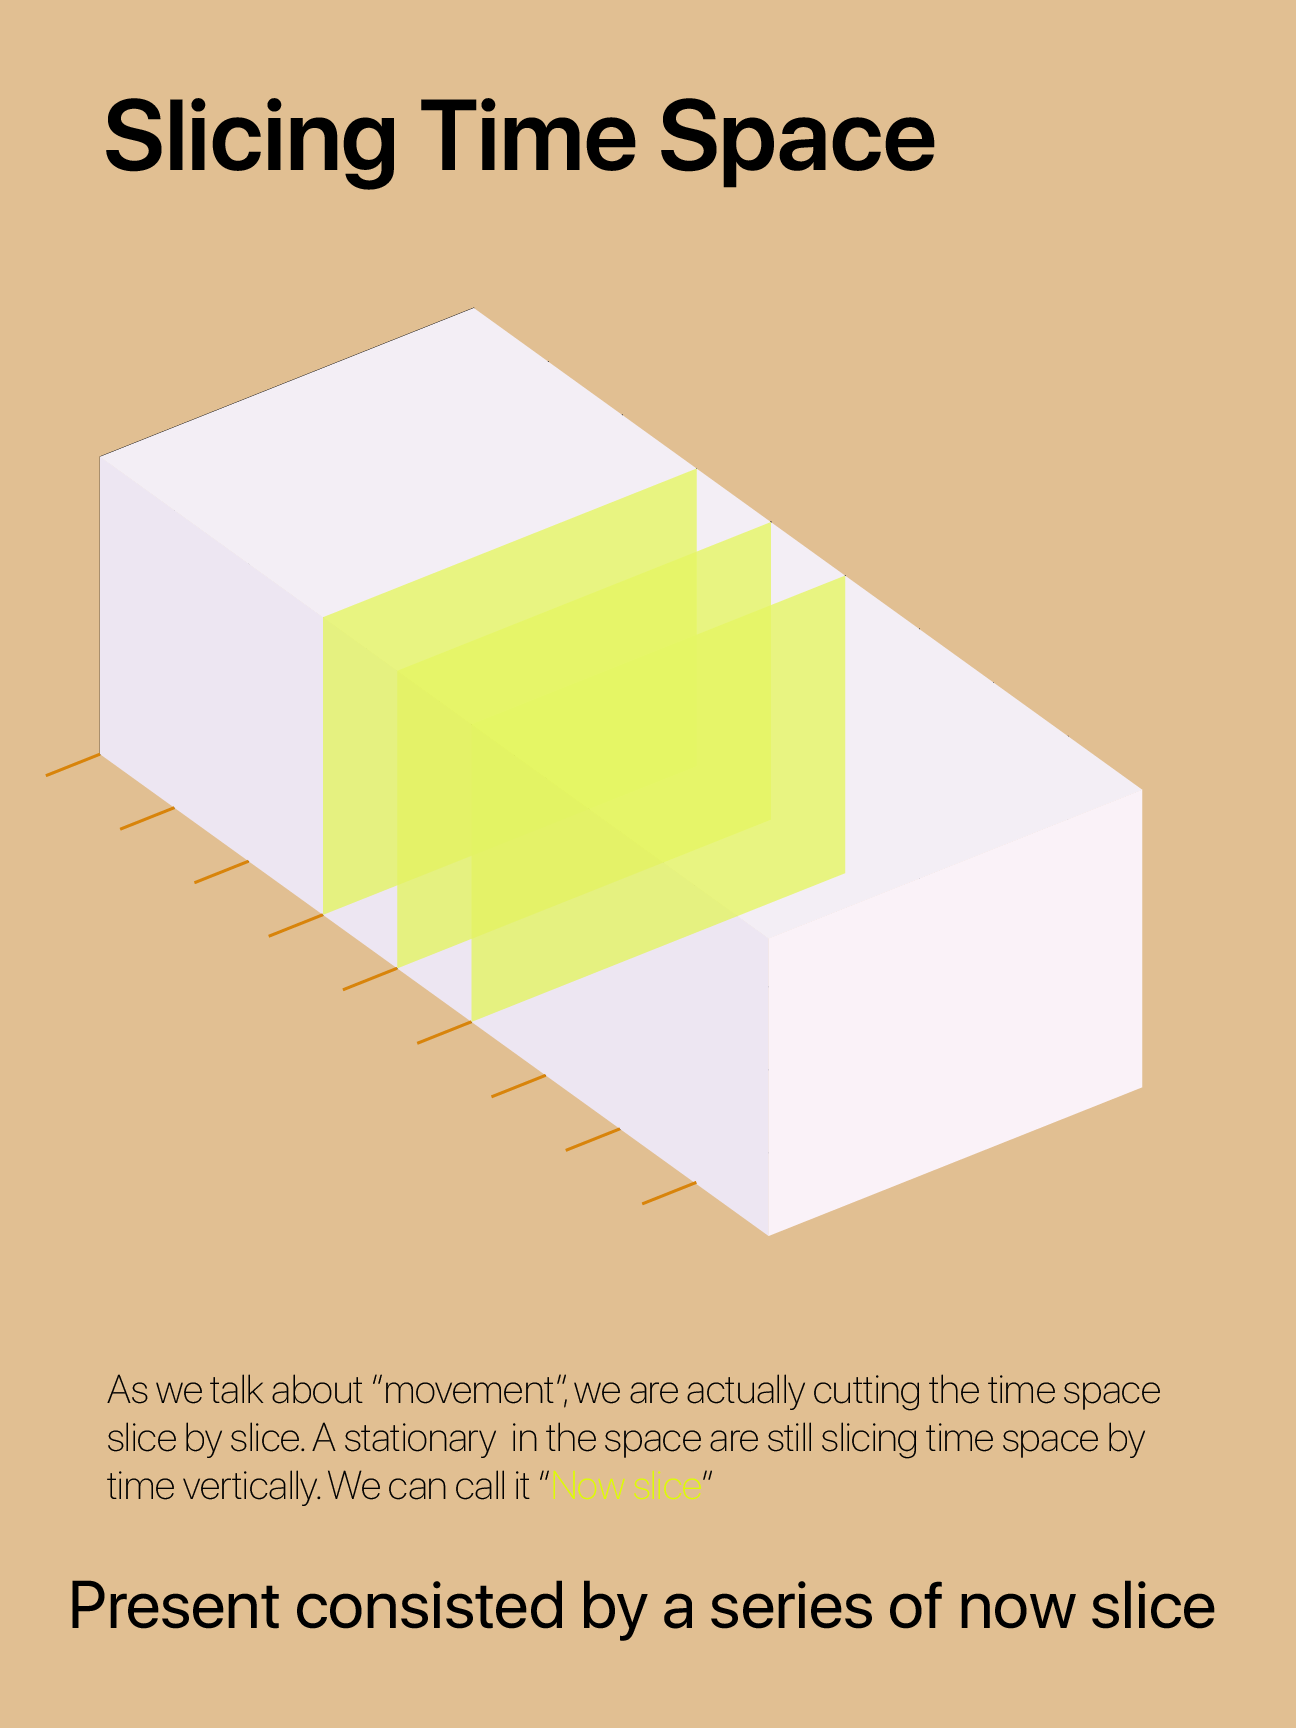 Slicing Time Space
As we talk about “movement”, we are actually cutting the time space
slice by slice. A stationary  in the space are still slicing time space by
time vertically. We can call it “Now slice”
Present consisted by a series of now slice